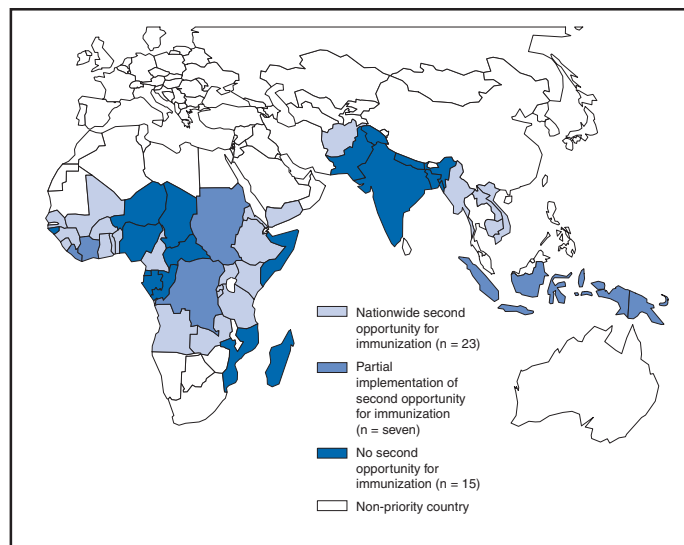 Nationwide second
opportunity for
immunization (n = 23)
Partial
implementation of
second opportunity
for immunization
(n = seven)
No second
opportunity for
immunization (n = 15)
Non-priority country